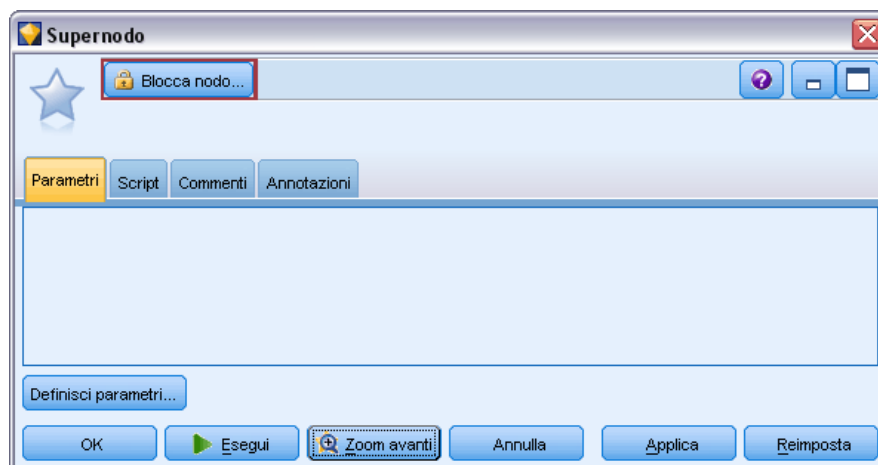 Supernodo
Blocca nodo...
Parametri Script Commenti Annotazioni
Definisci parametri...
OK Esegui Zoom avanti Annulla Applica Reimposta